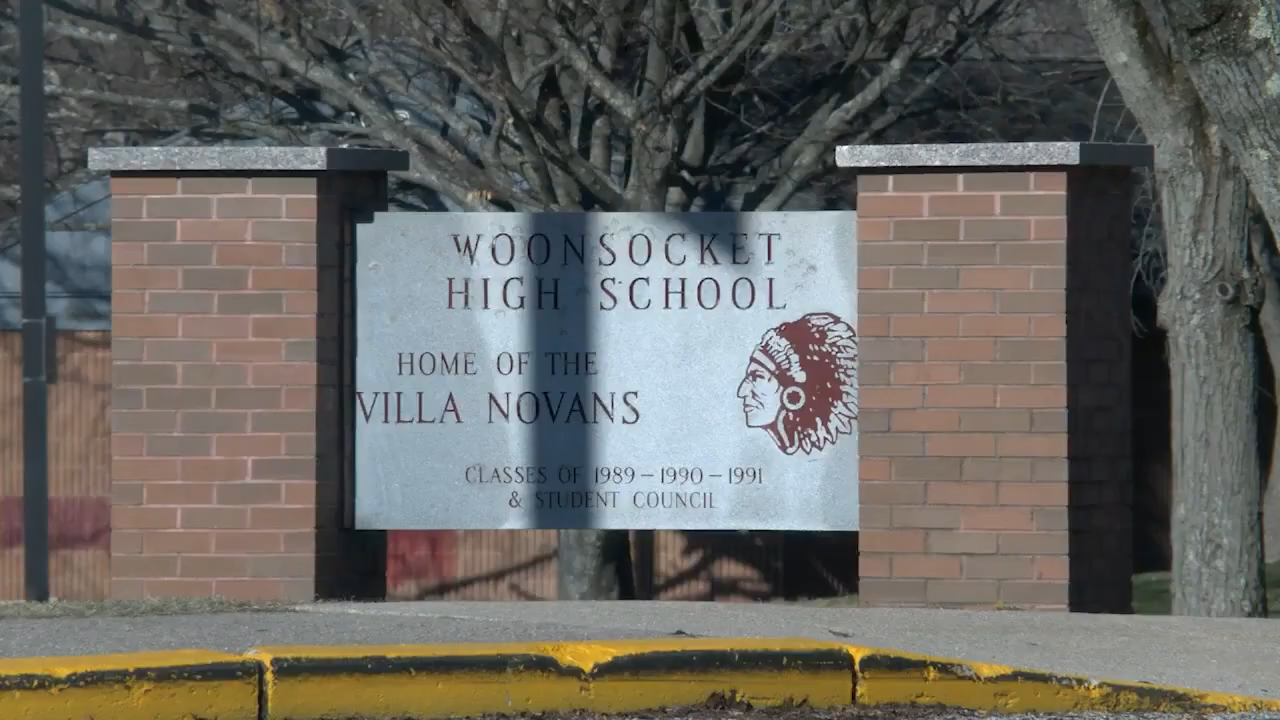 WOONSOCKET
HIGH SCHOOL
HOME OF THE
VILLA NOVANS
CLASSES OF 1989 – 1990 – 1991
& STUDENT COUNCIL